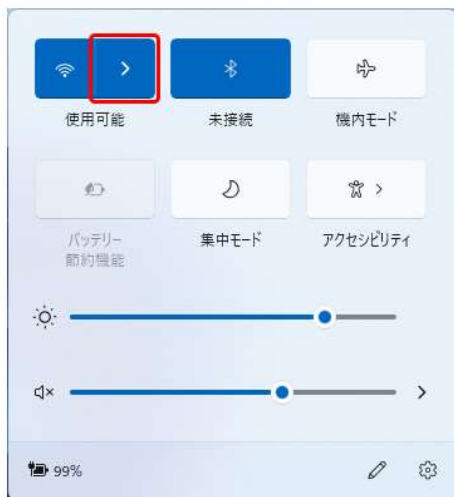 使用可能
未接続
機内モード
バッテリー
節約機能
集中モード
アクセシビリティ
99%